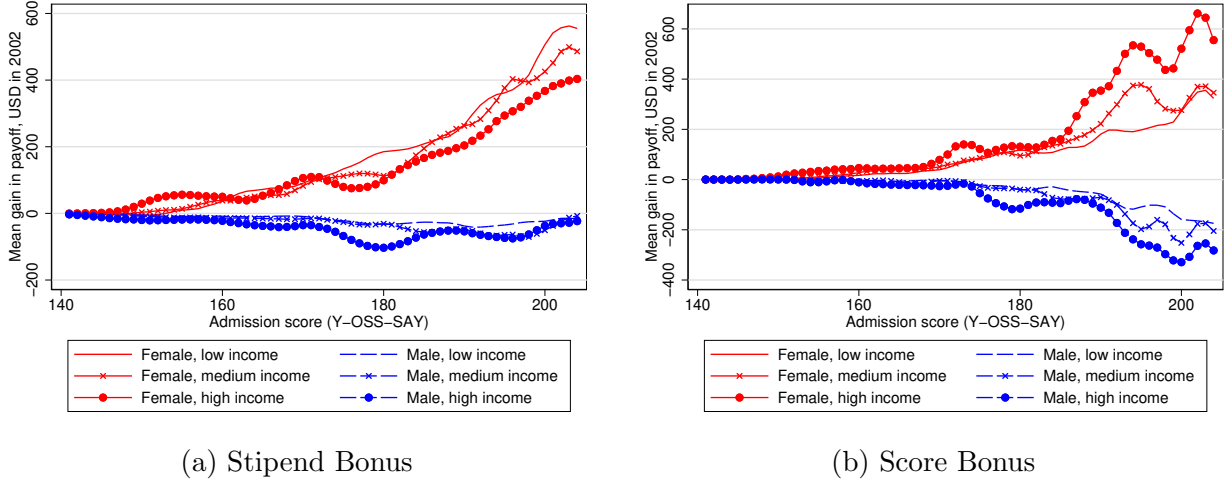 Mean gain in payoff, USD in 2002
600
400
200
0
−200
140
160
180
200
Admission score (Y−OSS−SAY)
Female, low income
Male, low income
Female, medium income
Male, medium income
Female, high income
Male, high income
(a) Stipend Bonus
Mean gain in payoff, USD in 2002
600
400
200
0
−200
−400
140
160
180
200
Admission score (Y−OSS−SAY)
Female, low income
Male, low income
Female, medium income
Male, medium income
Female, high income
Male, high income
(b) Score Bonus